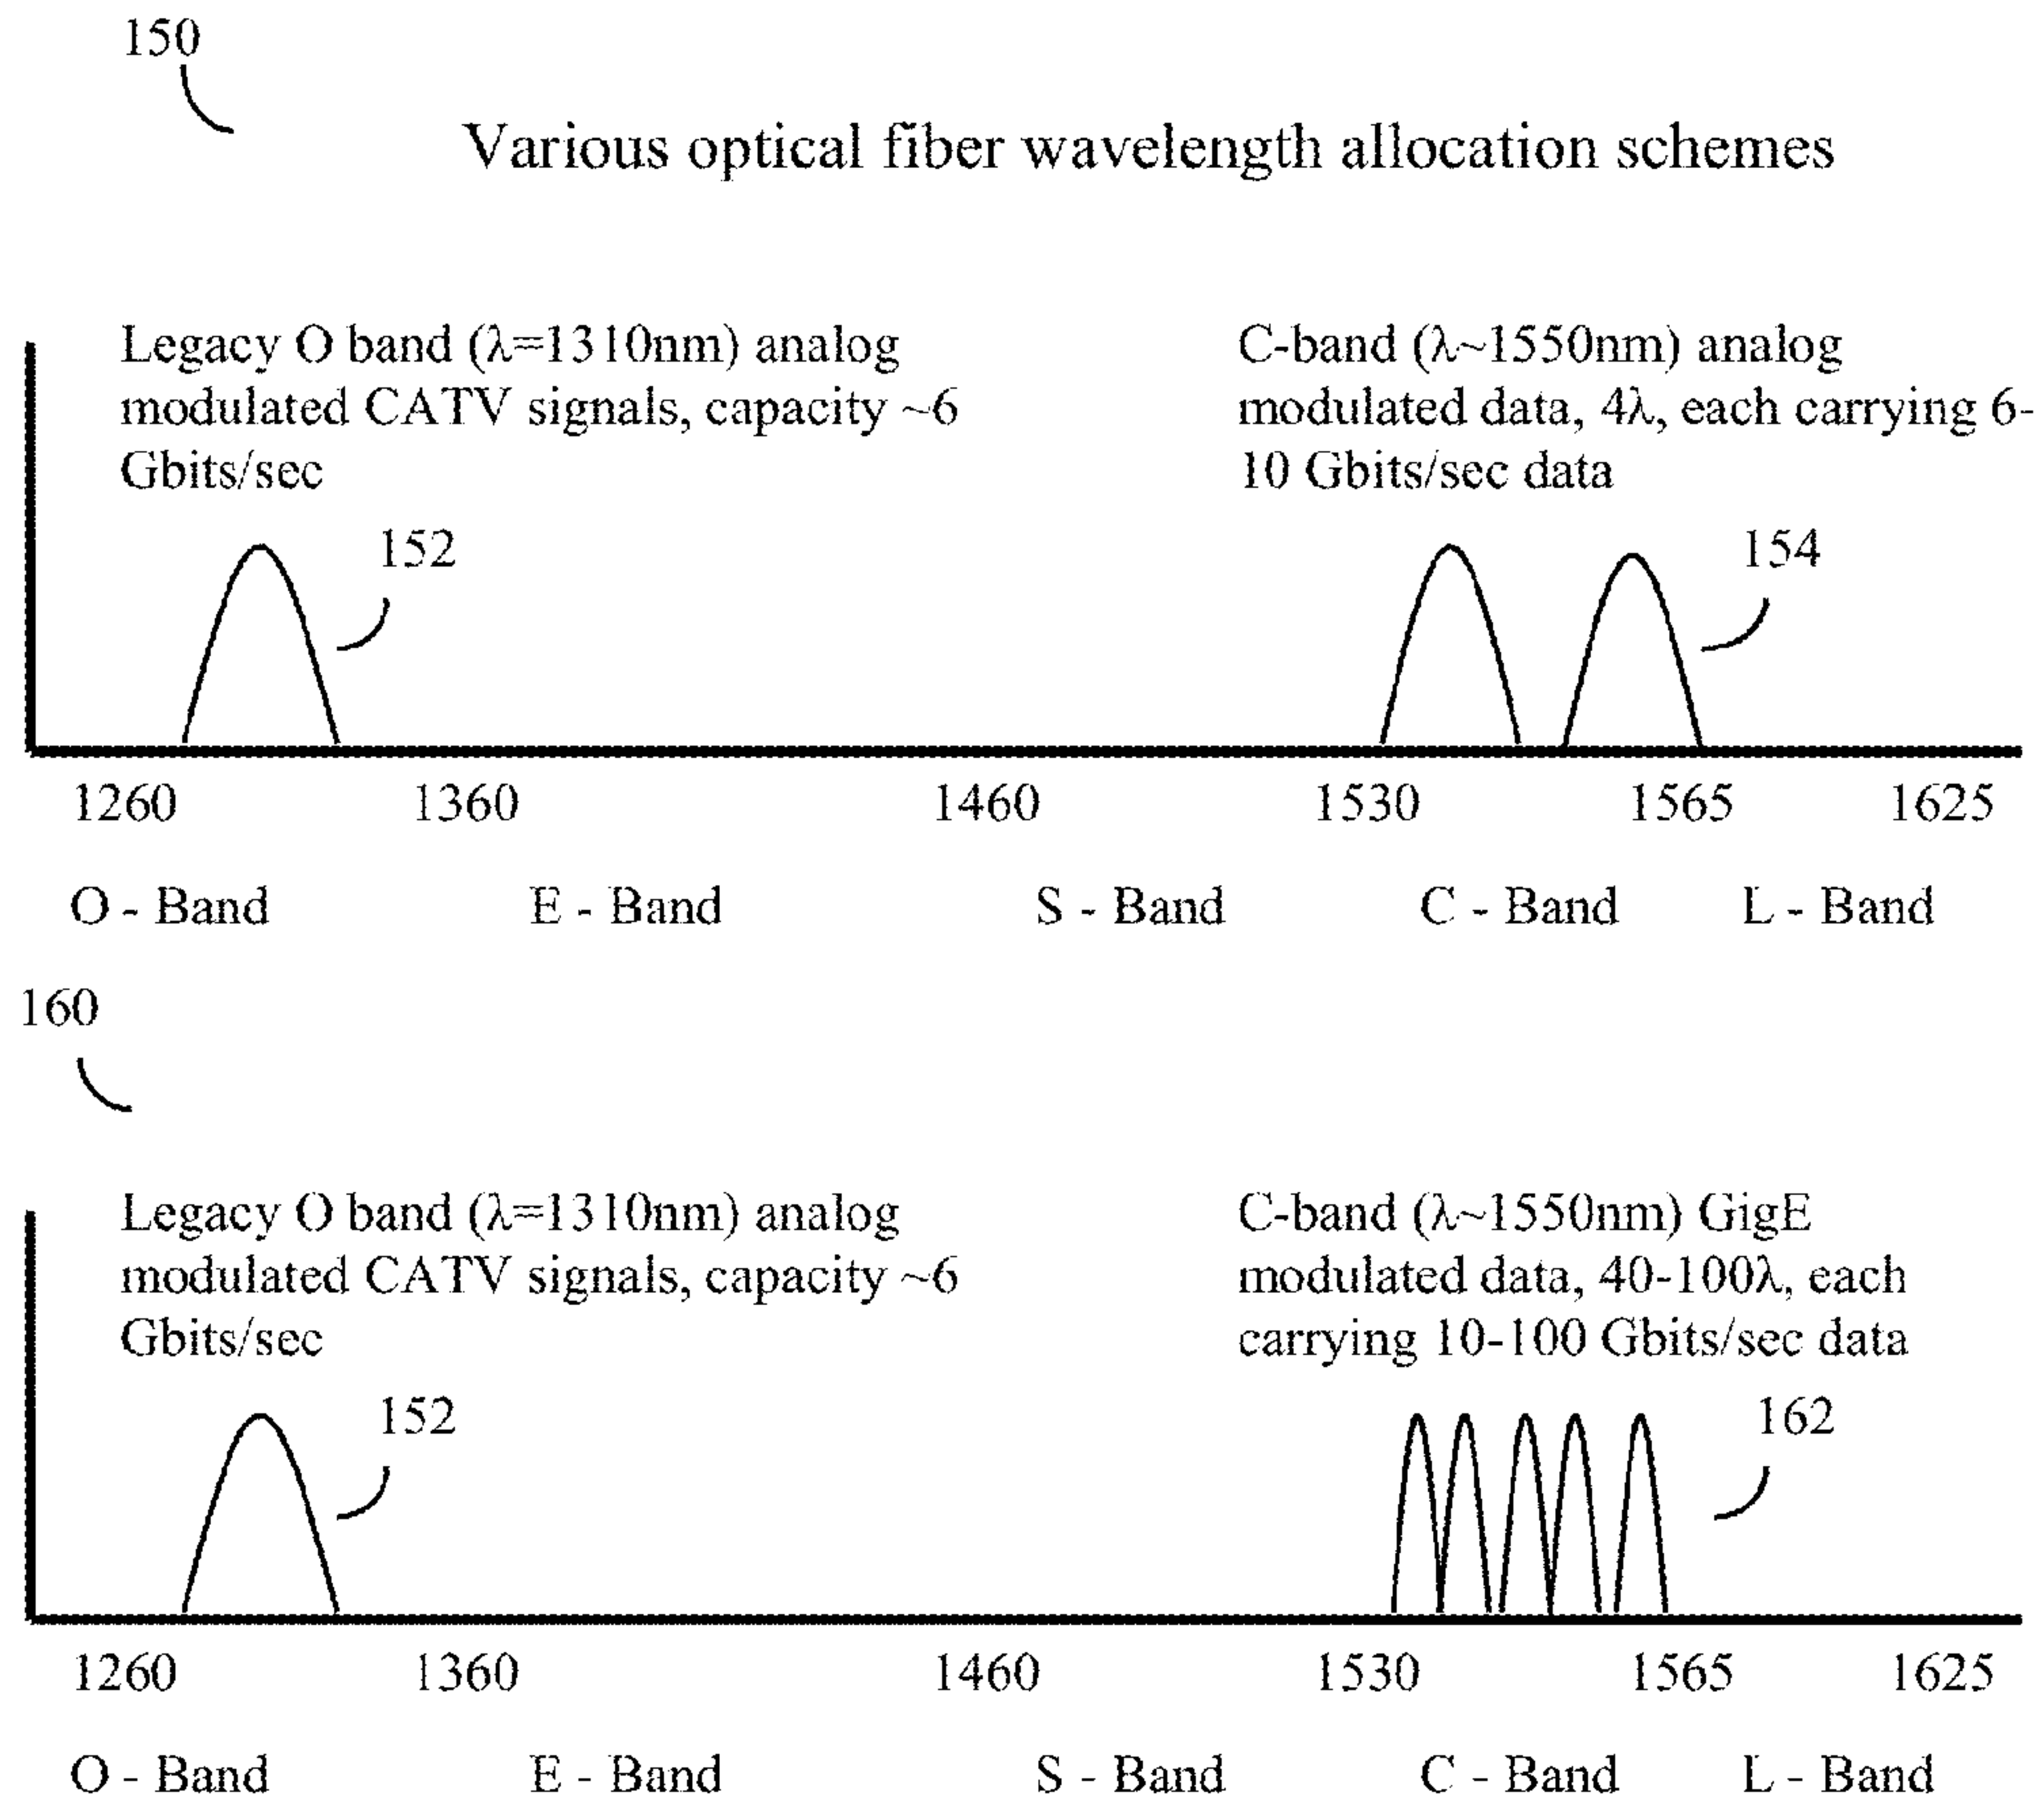 150
Various optical fiber wavelength allocation schemes
Legacy O band (λ=1310nm) analog
modulated CATV signals, capacity ~6
Gbits/sec
C-band (λ~1550nm) analog
modulated data, 4λ, each carrying 6-
10 Gbits/sec data
152
154
1260 1360 1460 1530 1565 1625
O - Band E - Band S - Band C - Band L - Band
160
Legacy O band (λ=1310nm) analog
modulated CATV signals, capacity ~6
Gbits/sec
C-band (λ~1550nm) GigE
modulated data, 40-100λ, each
carrying 10-100 Gbits/sec data
152
162
1260 1360 1460 1530 1565 1625
O - Band E - Band S - Band C - Band L - Band